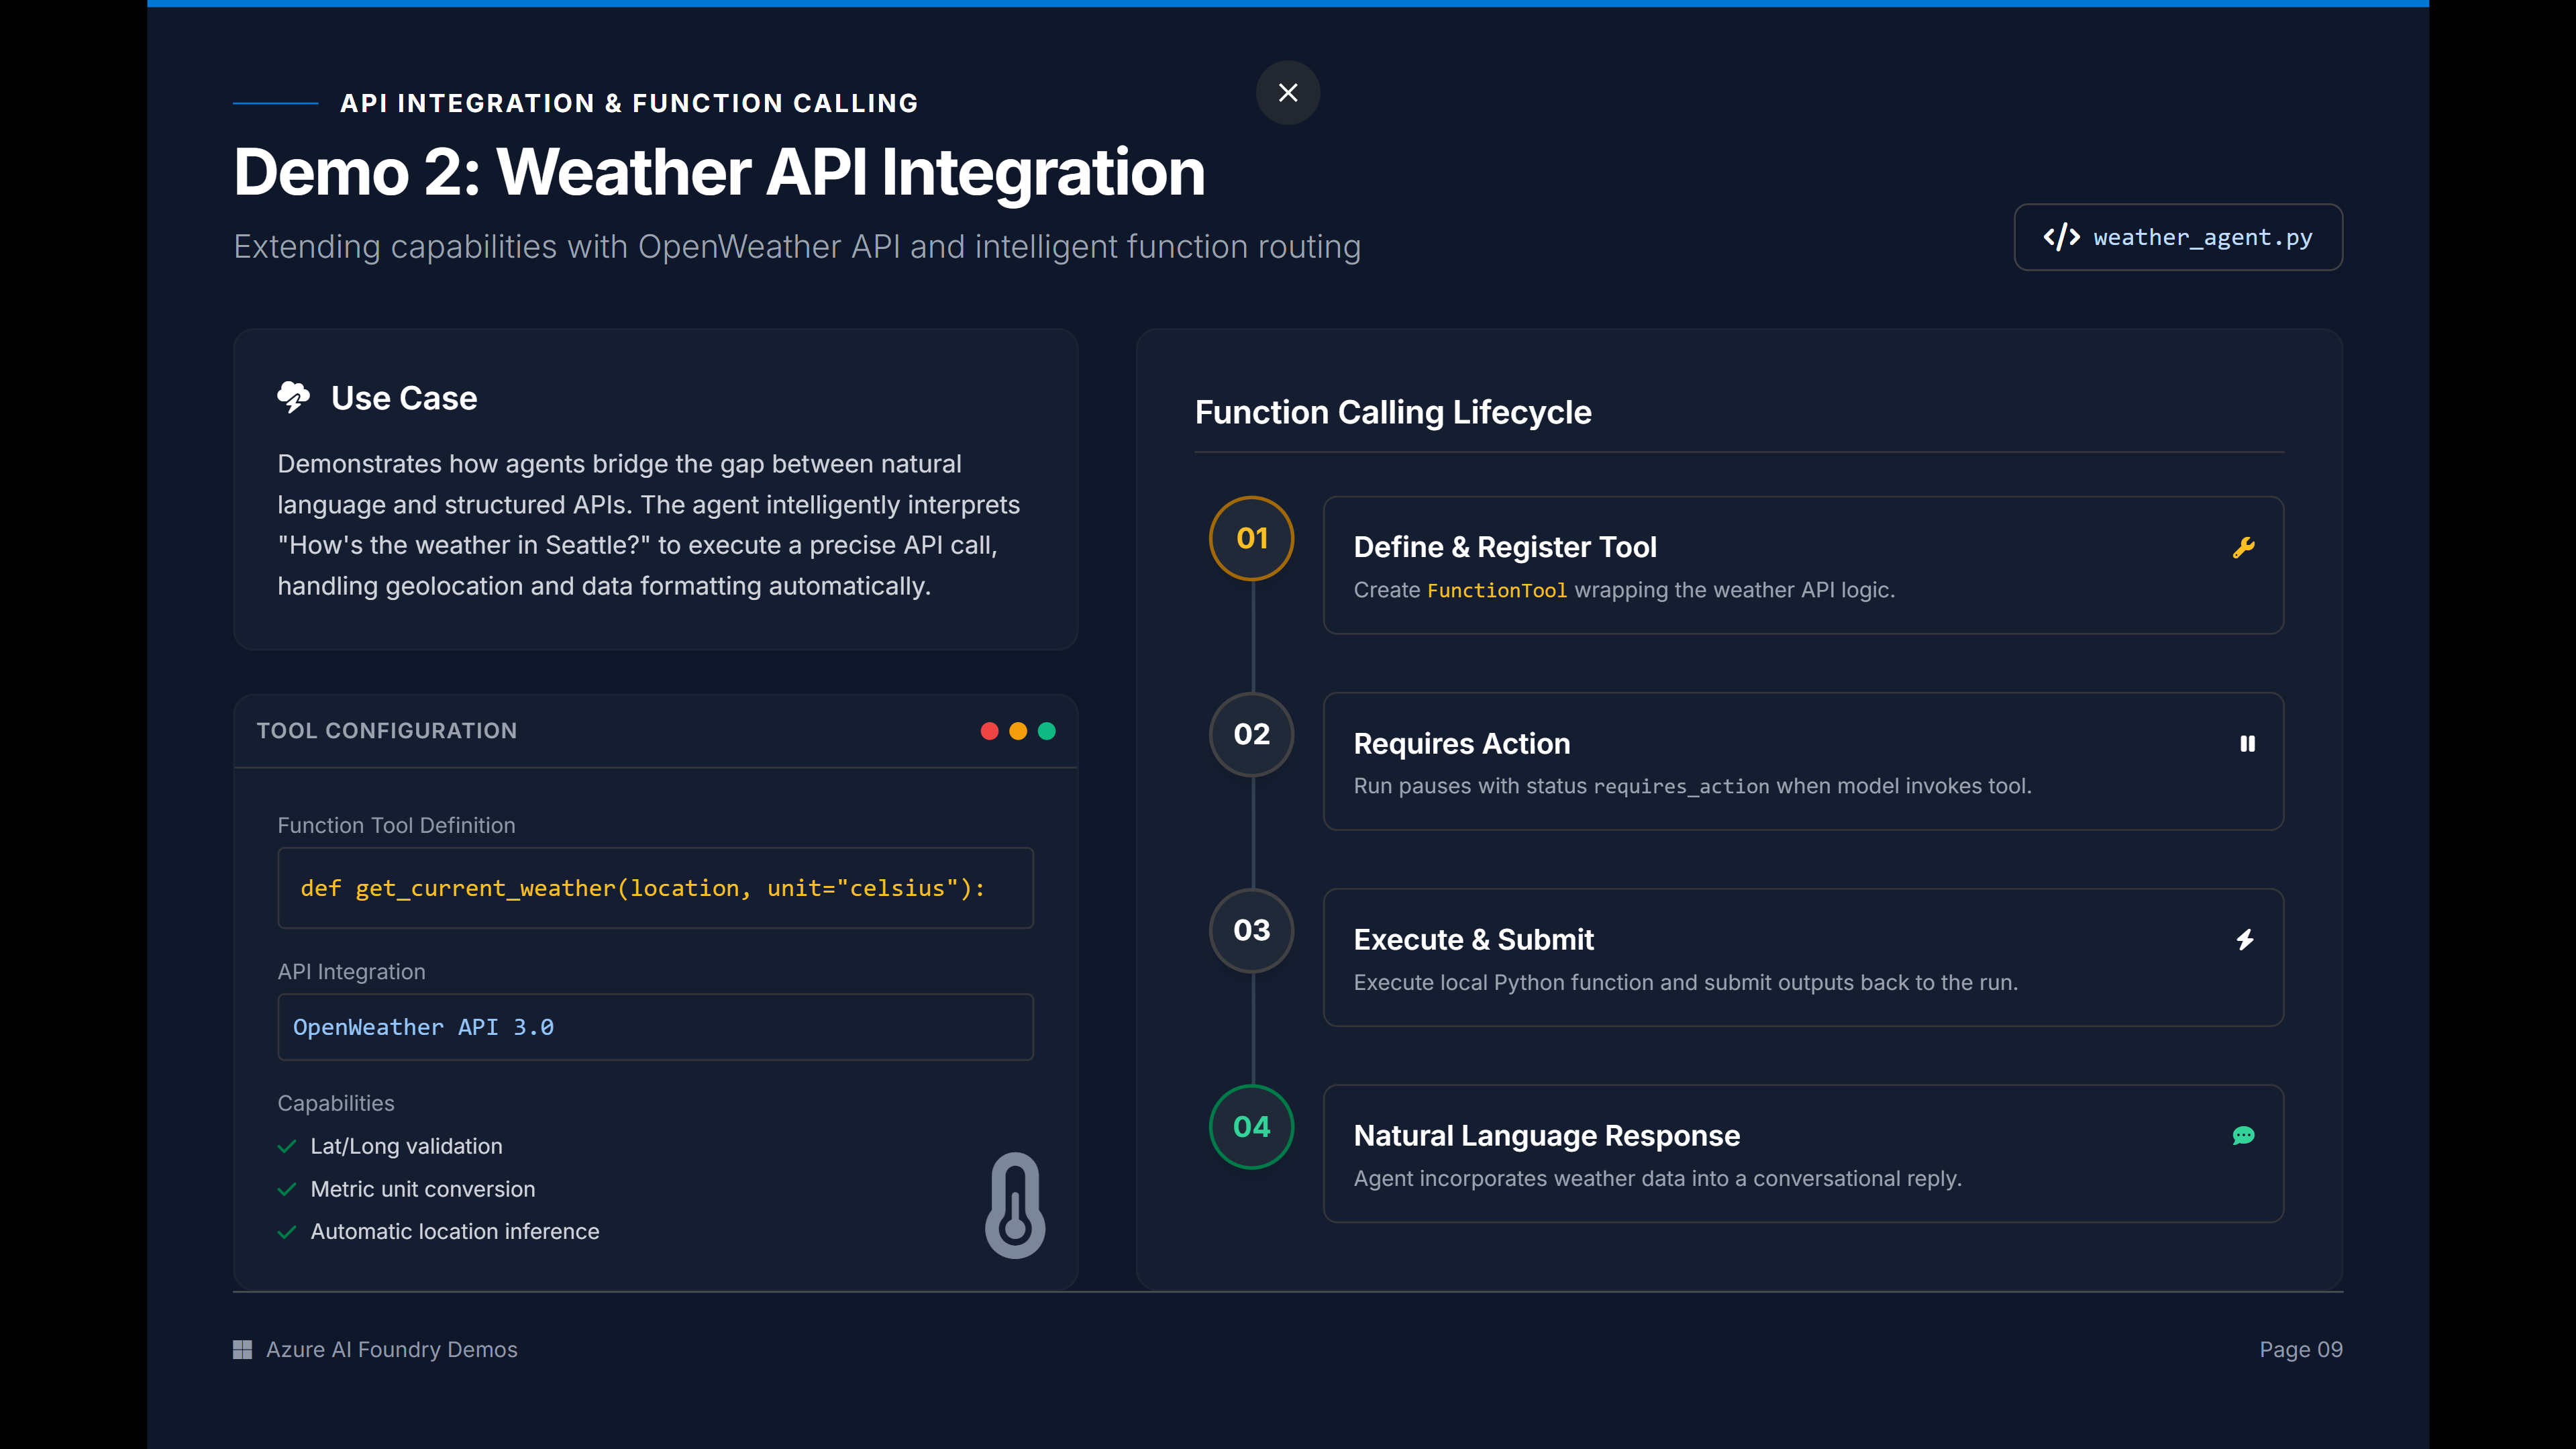 API INTEGRATION & FUNCTION CALLING
Demo 2: Weather API Integration
Extending capabilities with OpenWeather API and intelligent function routing
weather_agent.py
Use Case
Demonstrates how agents bridge the gap between natural
language and structured APIs. The agent intelligently interprets
"How's the weather in Seattle?" to execute a precise API call,
handling geolocation and data formatting automatically.
TOOL CONFIGURATION
Function Tool Definition
def get_current_weather(location, unit="celsius"):
API Integration
OpenWeather API 3.0
Capabilities
Lat/Long validation
Metric unit conversion
Automatic location inference
Function Calling Lifecycle
01
Define & Register Tool
Create FunctionTool wrapping the weather API logic.
02
Requires Action
Run pauses with status requires_action when model invokes tool.
03
Execute & Submit
Execute local Python function and submit outputs back to the run.
04
Natural Language Response
Agent incorporates weather data into a conversational reply.
Azure AI Foundry Demos
Page 09